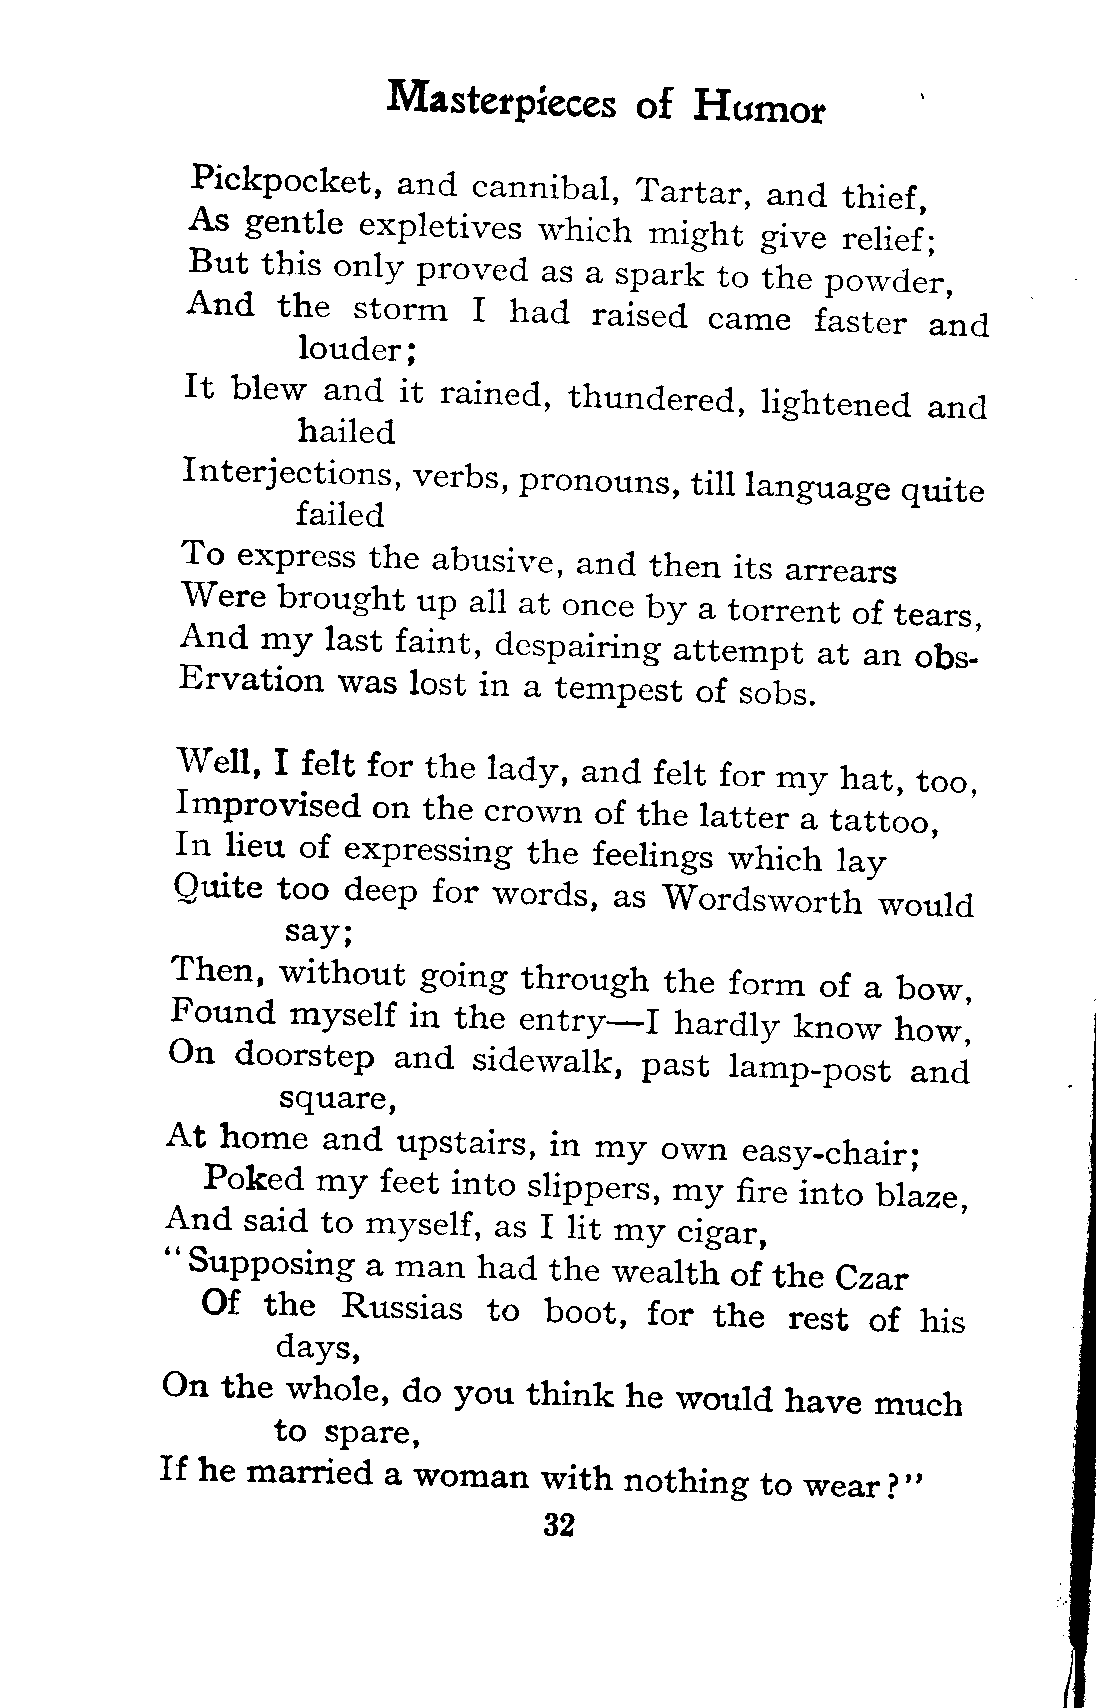 Masterpieces of Humor
Pickpocket, and cannibal, Tartar, and thief,
As gentle expletives which might give relief;
But this only proved as a spark to the powder,
And the storm I had raised came faster and
louder;
It blew and it rained, thundered, lightened and
hailed
Interjections, verbs, pronouns, till language quite
failed
To express the abusive, and then its arrears
Were brought up all at once by a torrent of tears,
And my last faint, despairing attempt at an obs-
Ervation was lost in a tempest of sobs.
Well, I felt for the lady, and felt for my hat, too,
Improvised on the crown of the latter a tattoo,
In lieu of expressing the feelings which lay
Quite too deep for words, as Wordsworth would
say;
Then, without going through the form of a bow,
Found myself in the entry—I hardly know how,
On doorstep and sidewalk, past lamp-post and
square,
At home and upstairs, in my own easy-chair;
Poked my feet into slippers, my fire into blaze,
And said to myself, as I lit my cigar,
"Supposing a man had the wealth of the Czar
Of the Russias to boot, for the rest of his
days,
On the whole, do you think he would have much
to spare,
If he married a woman with nothing to wear?"
32